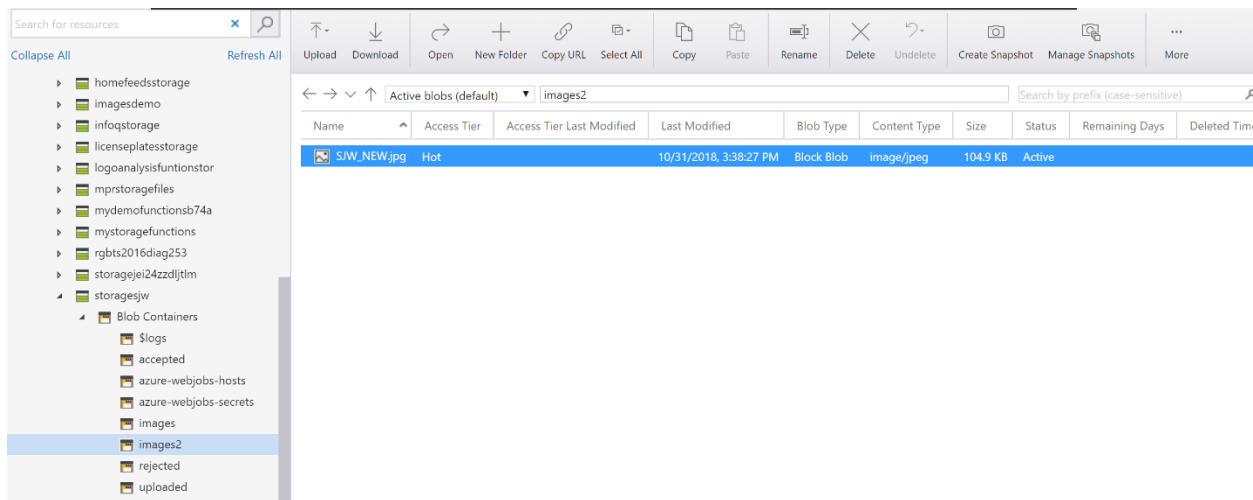 Search for resources
Collapse All Refresh All
homefeedsstorage
imagesdemo
infoqstorage
licenseplatesstorage
logoanalysisfuntionstor
mprstoragefiles
mydemofunctionsb74a
mystoragefunctions
rgbts2016diag253
storagejei24zzdljtlm
storagesjw
Blob Containers
$logs
accepted
azure-webjobs-hosts
azure-webjobs-secrets
images
images2
rejected
uploaded
Upload Download Open New Folder Copy URL Select All Copy Paste Rename Delete Undelete Create Snapshot Manage Snapshots More
Active blobs (default) images2 Search by prefix (case-sensitive)
Name Access Tier Access Tier Last Modified Last Modified Blob Type Content Type Size Status Remaining Days Deleted Time
SJW_NEW.jpg Hot 10/31/2018, 3:38:27 PM Block Blob image/jpeg 104.9 KB Active